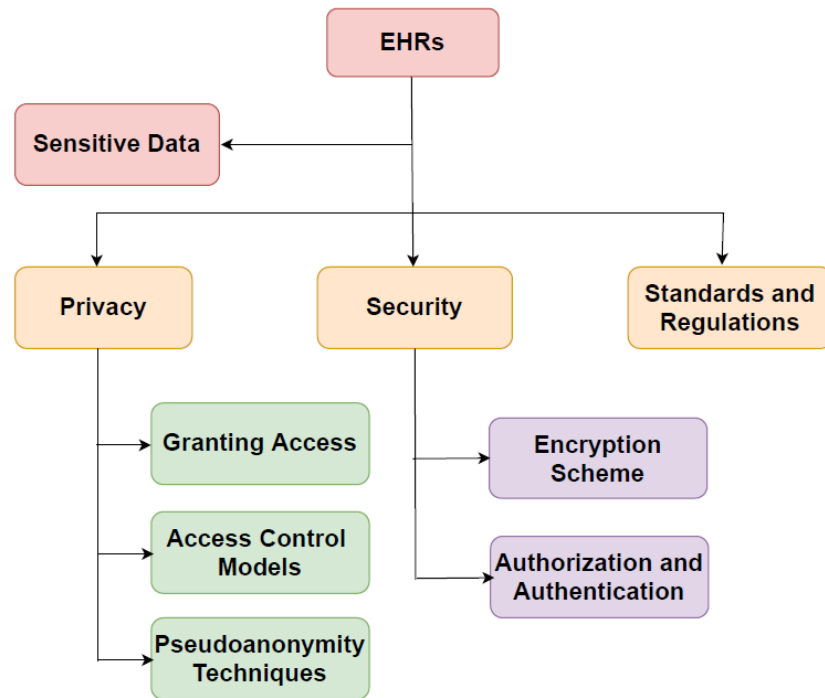 EHRs
Sensitive Data
Privacy
Security
Standards and
Regulations
Granting Access
Access Control
Models
Pseudoanonymity
Techniques
Encryption
Scheme
Authorization and
Authentication